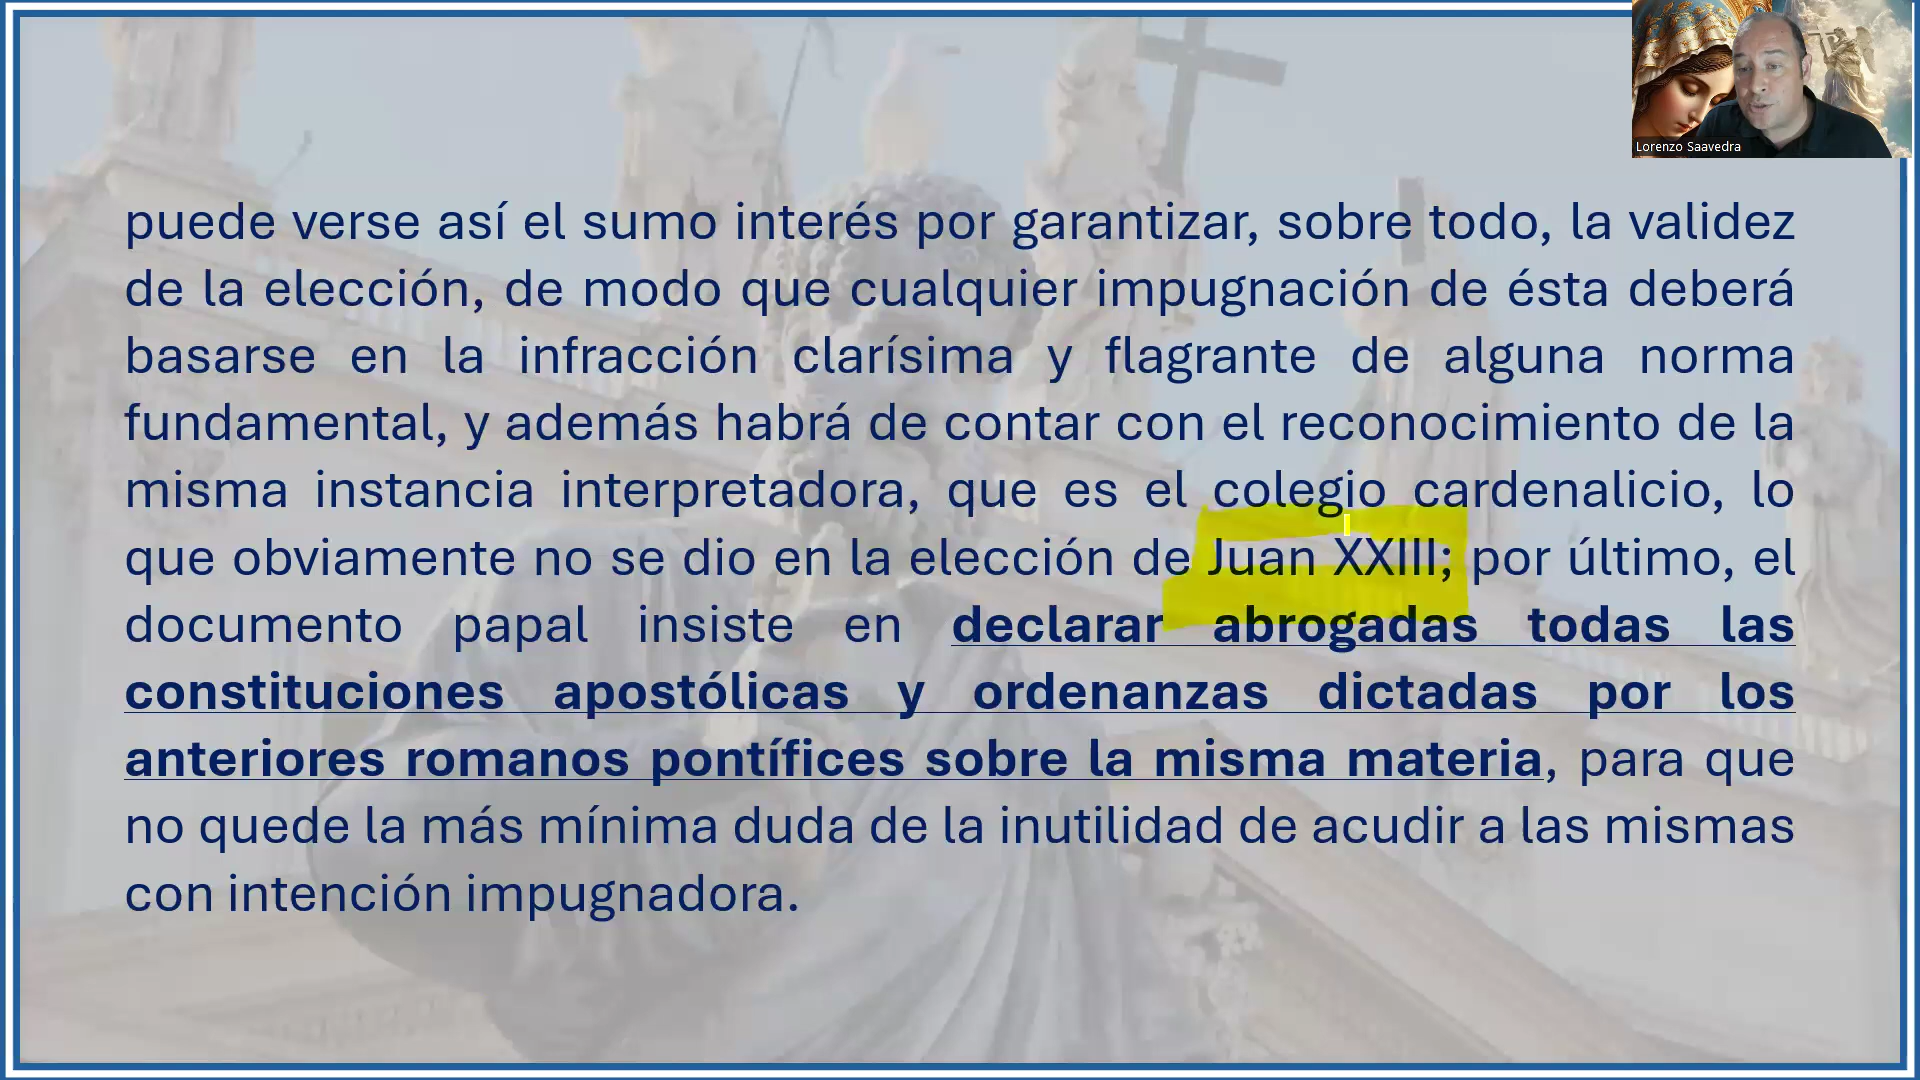 Lorenzo Saavedra
puede verse así el sumo interés por garantizar, sobre todo, la validez
de la elección, de modo que cualquier impugnación de ésta deberá
basarse en la infracción clarísima y flagrante de alguna norma
fundamental, y además habrá de contar con el reconocimiento de la
misma instancia interpretadora, que es el colegio cardenalicio, lo
que obviamente no se dio en la elección de Juan XXIII; por último, el
documento papal insiste en declarar abrogadas todas las
constituciones apostólicas y ordenanzas dictadas por los
anteriores romanos pontífices sobre la misma materia, para que
no quede la más mínima duda de la inutilidad de acudir a las mismas
con intención impugnadora.